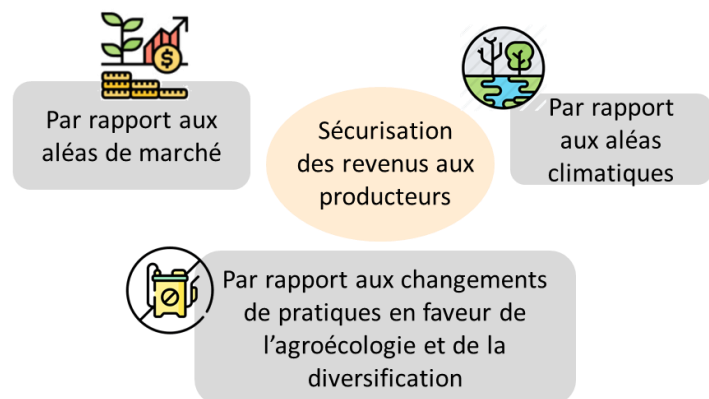 Par rapport aux
aléas de marché
Sécurisation
des revenus aux
producteurs
Par rapport
aux aléas
climatiques
Par rapport aux changements
de pratiques en faveur de
l’agroécologie et de la
diversification